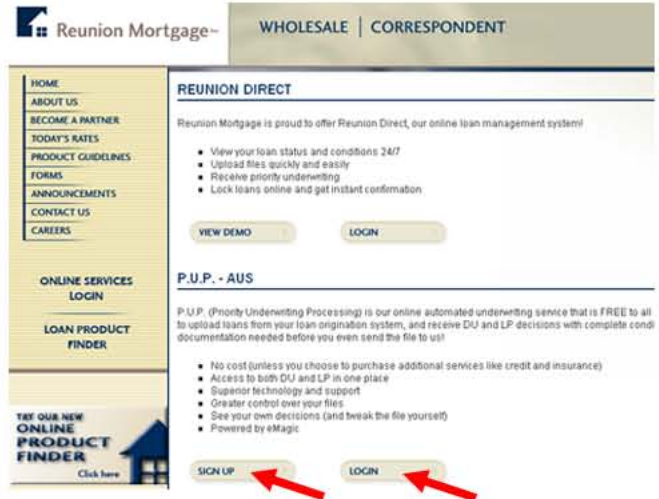 Reunion Mortgage
WHOLESALE | CORRESPONDENT
HOME
ABOUT US
BECOME A PARTNER
TODAY'S RATES
PRODUCT GUIDELINES
FORMS
ANNOUNCEMENTS
CONTACT US
CAREERS
ONLINE SERVICES
LOGIN
LOAN PRODUCT
FINDER
TRY OUR NEW
ONLINE
PRODUCT
FINDER
Click here
REUNION DIRECT
Reunion Mortgage is proud to offer Reunion Direct, our online loan management system!
View your loan status and conditions 24/7
Upload files quickly and easily
Receive priority underwriting
Lock loans online and get instant confirmation
VIEW DEMO
LOGIN
P.U.P. - AUS
P.U.P. (Priority Underwriting Processing) is our online automated underwriting service that is FREE to all
to upload loans from your loan origination system, and receive DU and LP decisions with complete condi
documentation needed before you even send the file to us!
No cost (unless you choose to purchase additional services like credit and insurance)
Access to both DU and LP in one place
Superior technology and support
Greater control over your files
See your own decisions (and tweak the file yourself)
Powered by eMagic
SIGN UP
LOGIN